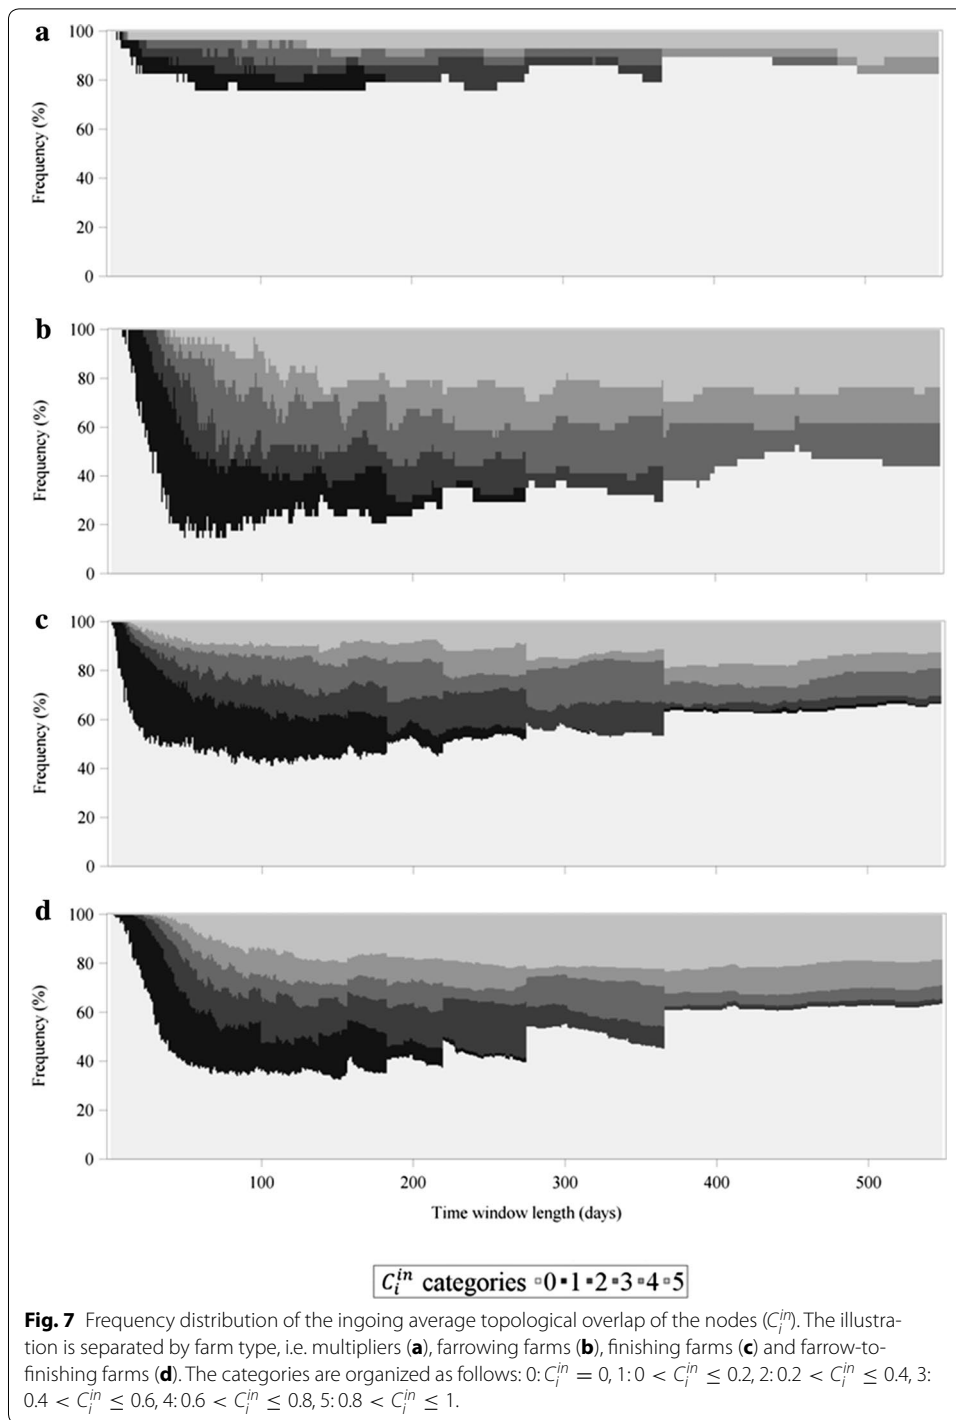 a
100
80
60
40
20
0
Frequency (%)
b
100
80
60
40
20
0
Frequency (%)
c
100
80
60
40
20
0
Frequency (%)
d
100
80
60
40
20
0
Frequency (%)
100 200 300 400 500
Time window length (days)
C_i^{in} categories 0 1 2 3 4 5
Fig. 7 Frequency distribution of the ingoing average topological overlap of the nodes (C_i^{in}). The illustra-
tion is separated by farm type, i.e. multipliers (a), farrowing farms (b), finishing farms (c) and farrow-to-
finishing farms (d). The categories are organized as follows: 0: C_i^{in} = 0, 1: 0 < C_i^{in} ≤ 0.2, 2: 0.2 < C_i^{in} ≤ 0.4, 3:
0.4 < C_i^{in} ≤ 0.6, 4: 0.6 < C_i^{in} ≤ 0.8, 5: 0.8 < C_i^{in} ≤ 1.